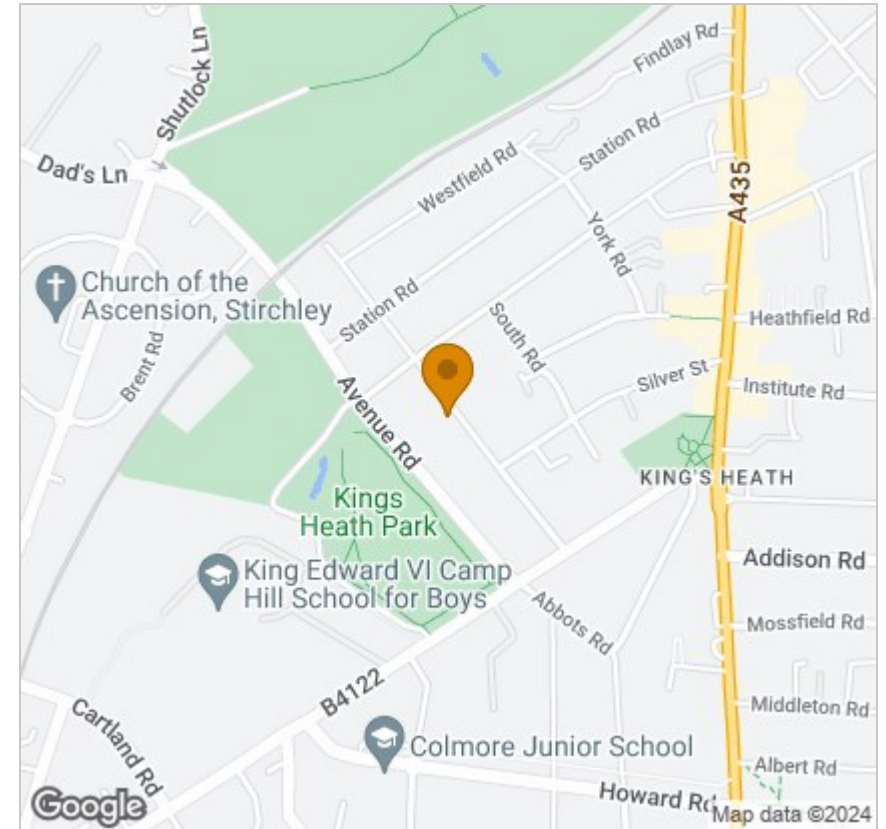 Shutlock Ln
Findlay Rd
Dad's Ln
Westfield Rd
Station Rd
A435
York Rd
Church of the
Ascension, Stirchley
Station Rd
South Rd
Heathfield Rd
Brent Rd
Silver St
Institute Rd
Avenue Rd
KING'S HEATH
Kings
Heath Park
King Edward VI Camp
Hill School for Boys
Addison Rd
Abbots Rd
Mossfield Rd
B4122
Cartland Rd
Middleton Rd
Colmore Junior School
Albert Rd
Howard Rd
Google
Map data ©2024